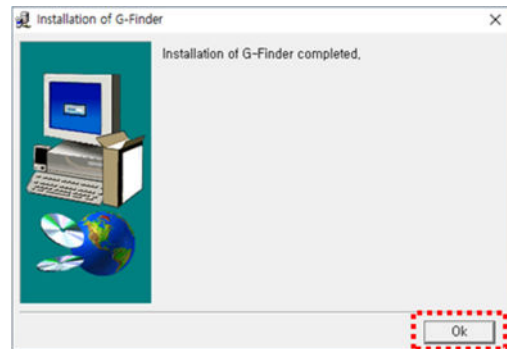 Installation of G-Finder
Installation of G-Finder completed,
Ok